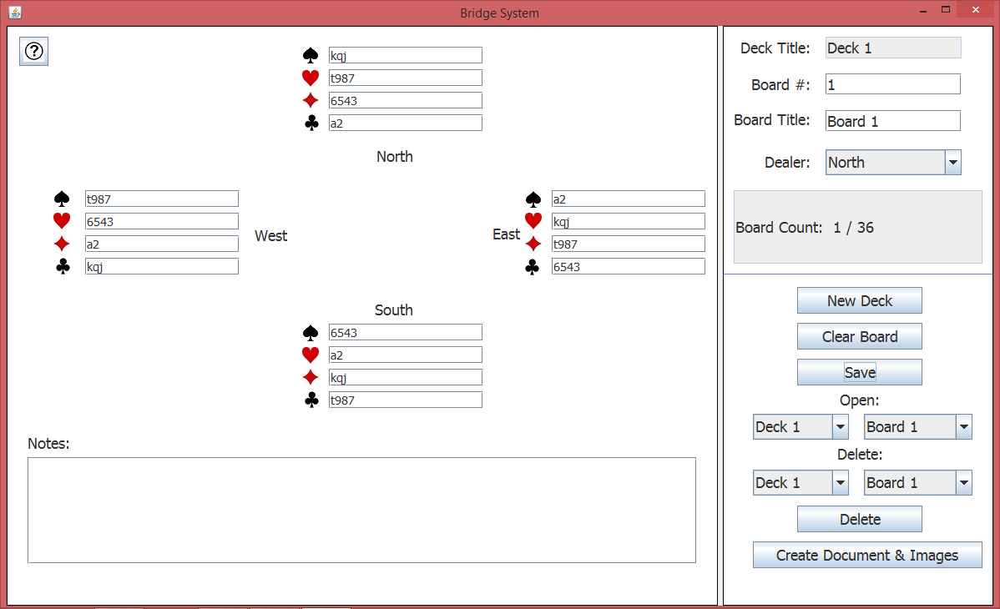 Bridge System
?
kqj
t987
6543
a2
North
t987
6543
a2
kqj
West
East
a2
kqj
t987
6543
South
6543
a2
kqj
t987
Notes:
Deck Title: Deck 1
Board #: 1
Board Title: Board 1
Dealer: North
Board Count: 1 / 36
New Deck
Clear Board
Save
Open:
Deck 1 Board 1
Delete:
Deck 1 Board 1
Delete
Create Document & Images